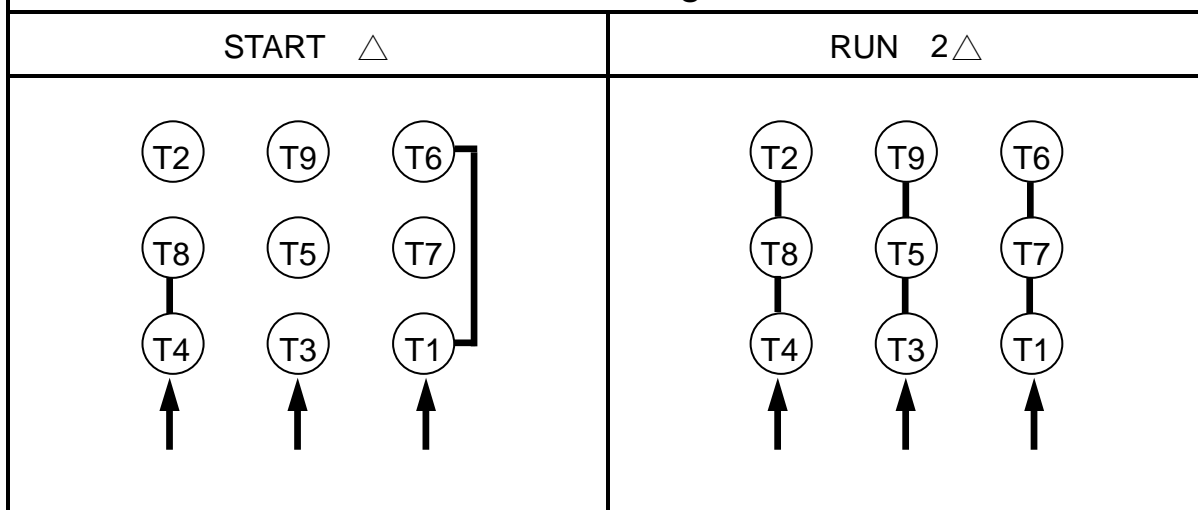 START △
RUN 2△
T2 T9 T6
T8 T5 T7
T4 T3 T1
T2 T9 T6
T8 T5 T7
T4 T3 T1